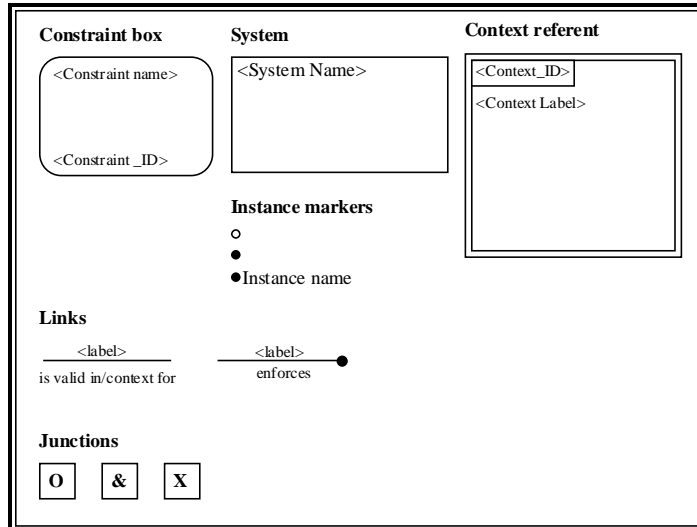 Constraint box
<Constraint name>
<Constraint _ID>
System
<System Name>
Context referent
<Context_ID>
<Context Label>
Instance markers
Instance name
Links
<label>
is valid in/context for
<label>
enforces
Junctions
O
&
X